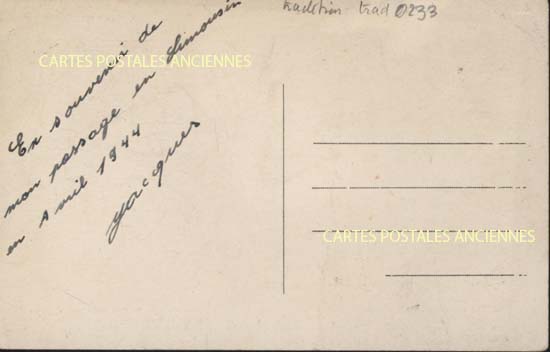 tradition trad 0233
CARTES POSTALES ANCIENNES
En souvenir de
mon passage en Limousin
en avril 1944
Jacques
CARTES POSTALES ANCIENNES